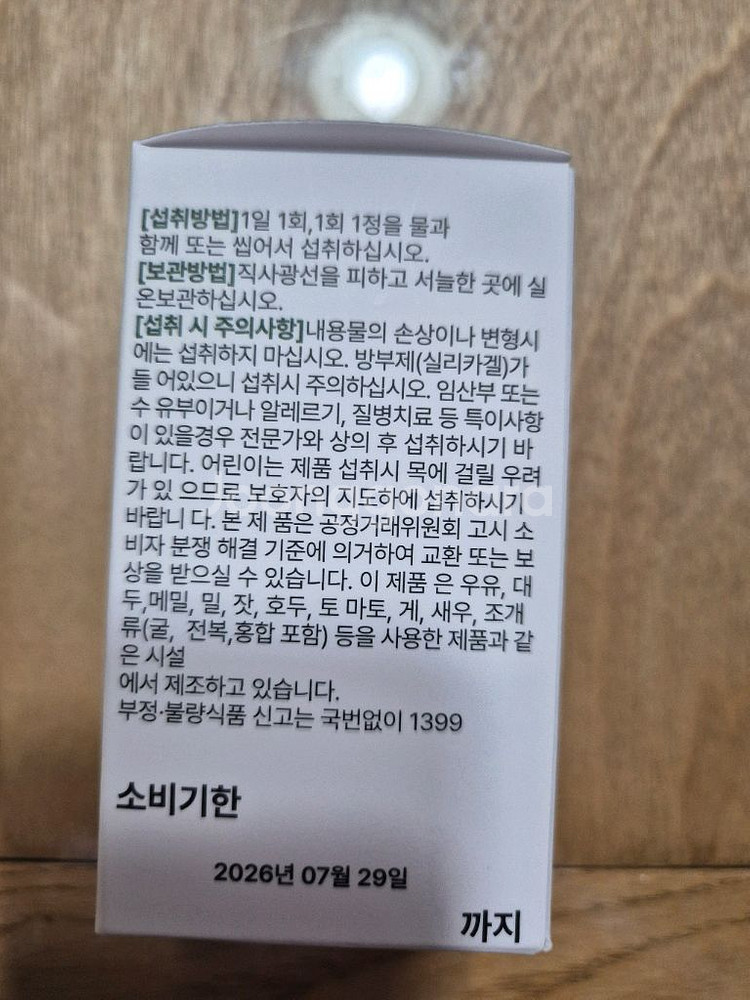 [섭취방법]1일 1회,1회 1정을 물과
함께 또는 씹어서 섭취하십시오.
[보관방법]직사광선을 피하고 서늘한 곳에 실
온보관하십시오.
[섭취 시 주의사항]내용물의 손상이나 변형시
에는 섭취하지 마십시오. 방부제(실리카겔)가
들 어있으니 섭취시 주의하십시오. 임산부 또는
수 유부이거나 알레르기, 질병치료 등 특이사항
이 있을경우 전문가와 상의 후 섭취하시기 바
랍니다. 어린이는 제품 섭취시 목에 걸릴 우려
가 있 으므로 보호자의 지도하에 섭취하시기
바랍니 다. 본 제 품은 공정거래위원회 고시 소
비자 분쟁 해결 기준에 의거하여 교환 또는 보
상을 받으실 수 있습니다. 이 제품 은 우유, 대
두,메밀, 밀, 잣, 호두, 토 마토, 게, 새우, 조개
류(굴, 전복,홍합 포함) 등을 사용한 제품과 같
은 시설
에서 제조하고 있습니다.
부정·불량식품 신고는 국번없이 1399
소비기한
2026년 07월 29일
까지